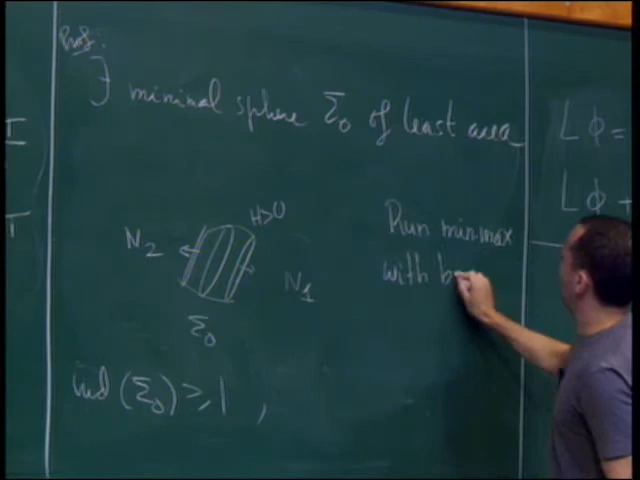 Proof:
∃ minimal sphere Σ₀ of least area
H>0
N₂
N₁
Σ₀
Run min-max
with b
ind (Σ₀) ≥ 1 ,
Lϕ =
Lϕ +
I
T